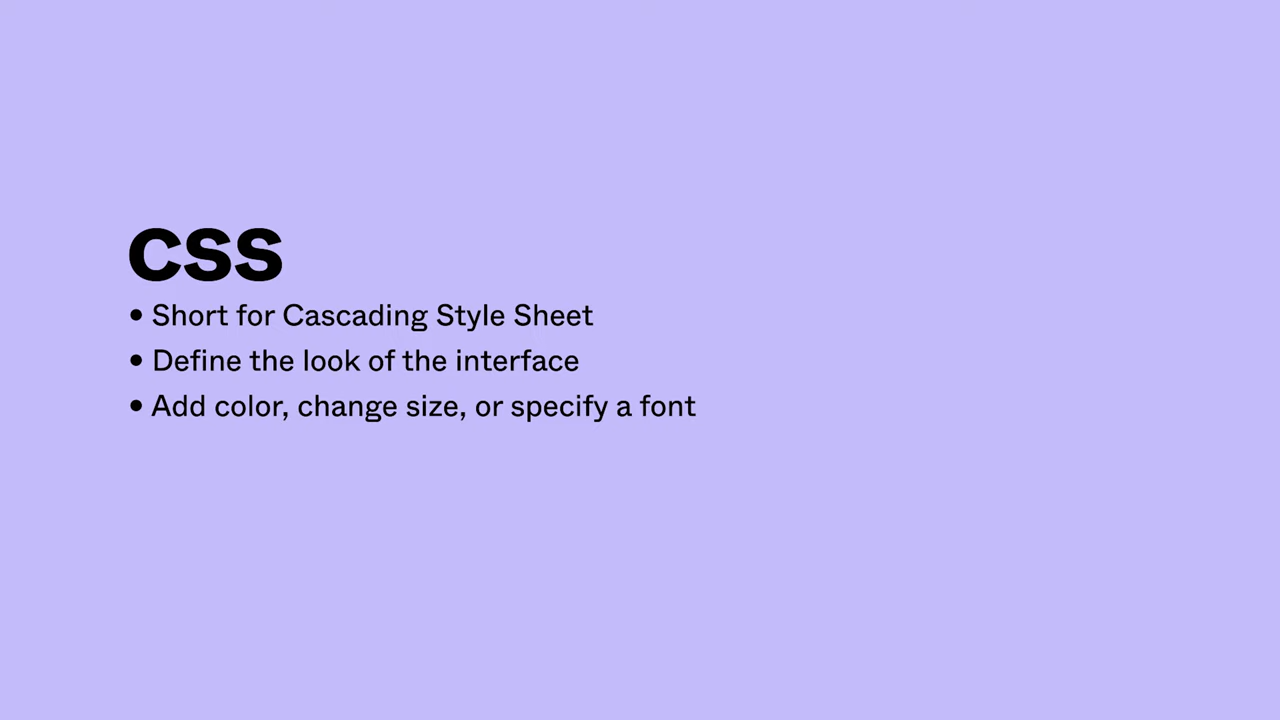 CSS
• Short for Cascading Style Sheet
• Define the look of the interface
• Add color, change size, or specify a font